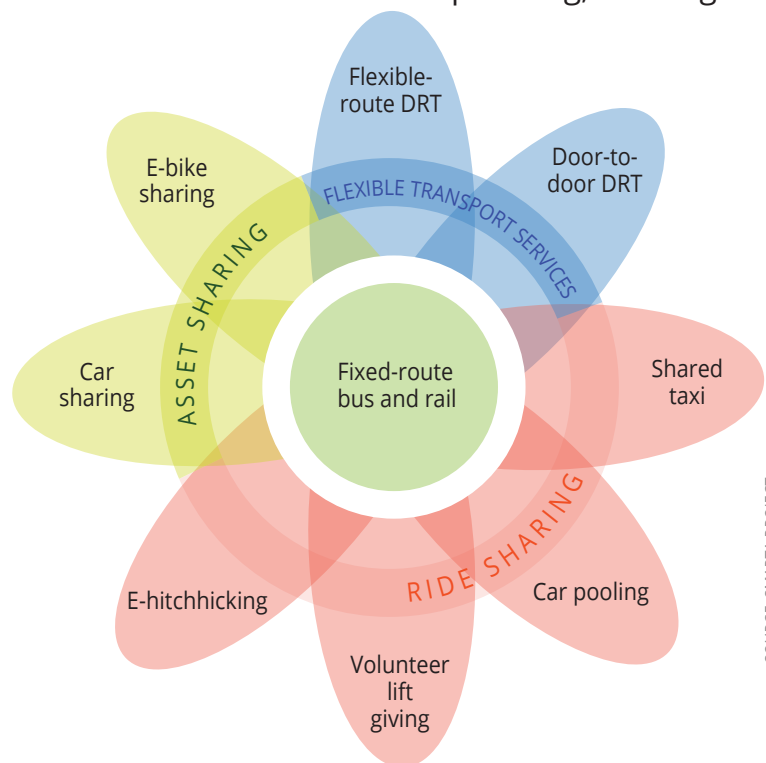 Flexible-
route DRT
Door-to-
door DRT
E-bike
sharing
FLEXIBLE TRANSPORT SERVICES
ASSET SHARING
Car
sharing
Fixed-route
bus and rail
Shared
taxi
RIDE SHARING
E-hitchhicking
Car pooling
Volunteer
lift
giving